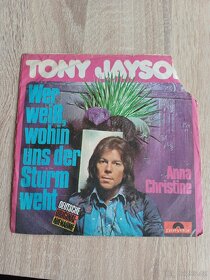 TONY JAYSO
Wer
weiß,
wohin
uns der
Sturm
weht
Anna
Christine
DEUTSCHE
polydor